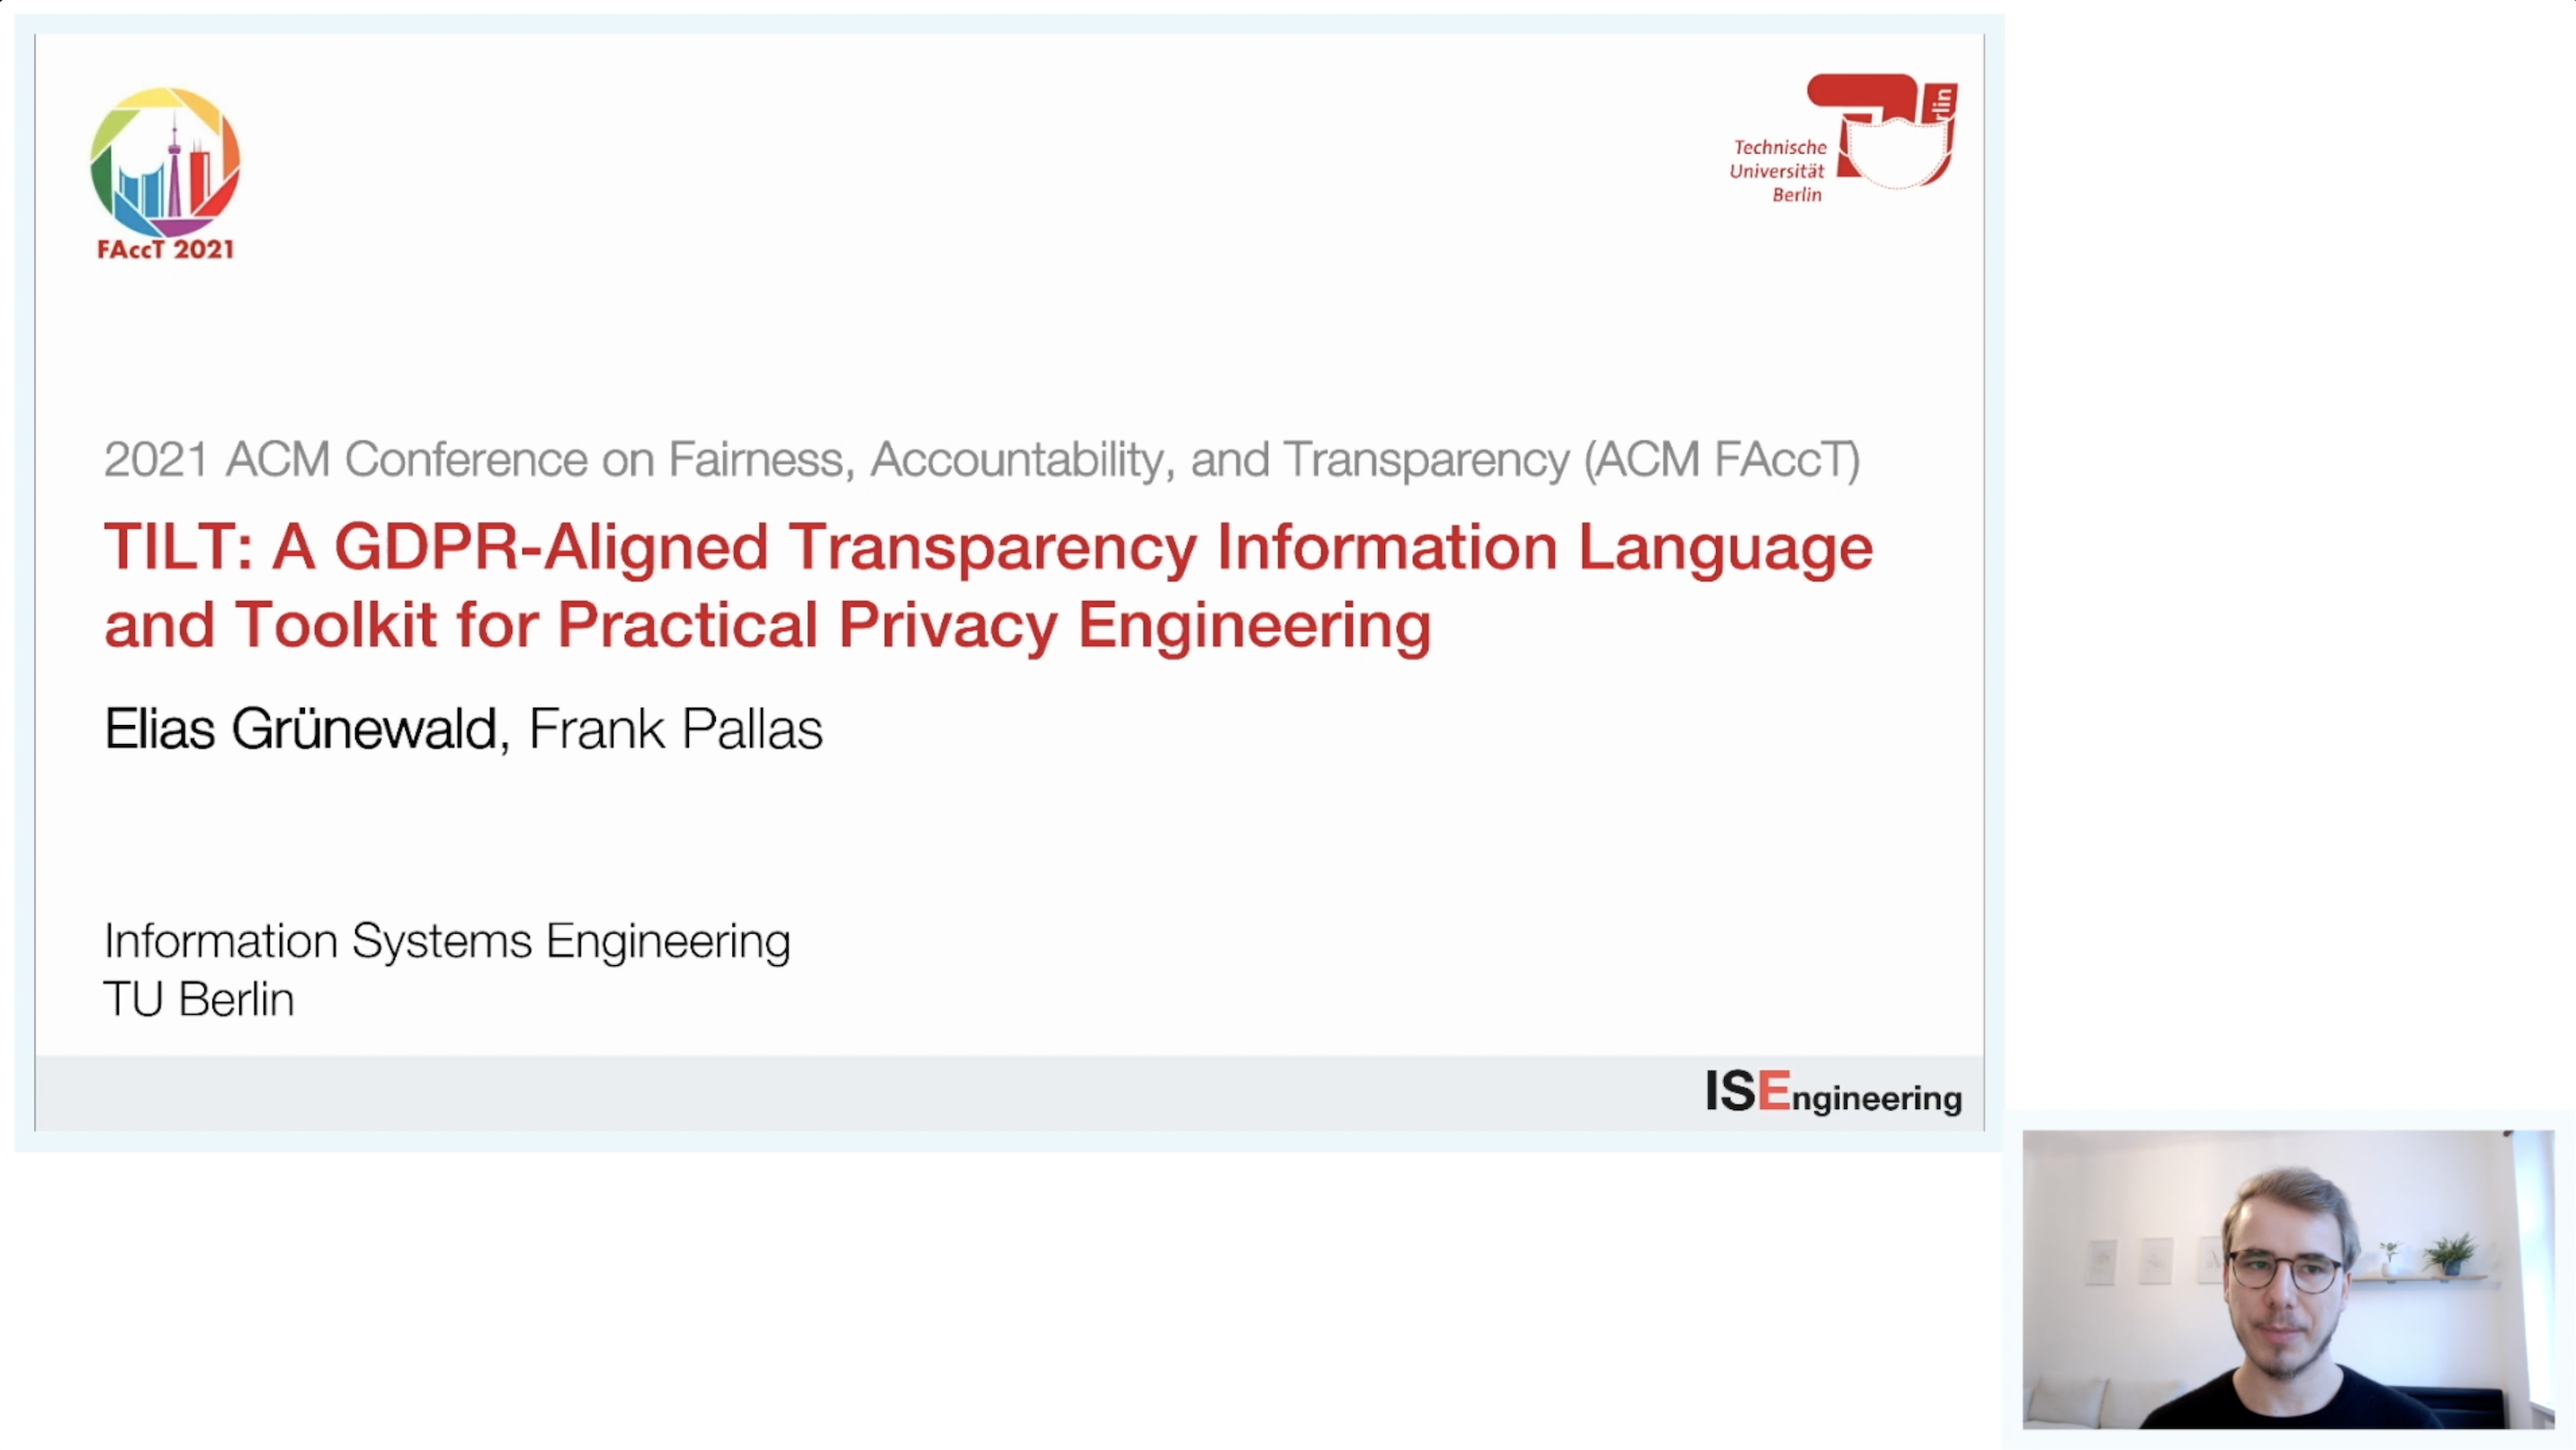 FAccT 2021
Technische
Universität
Berlin
rlin
2021 ACM Conference on Fairness, Accountability, and Transparency (ACM FAccT)
TILT: A GDPR-Aligned Transparency Information Language
and Toolkit for Practical Privacy Engineering
Elias Grünewald, Frank Pallas
Information Systems Engineering
TU Berlin
ISEngineering